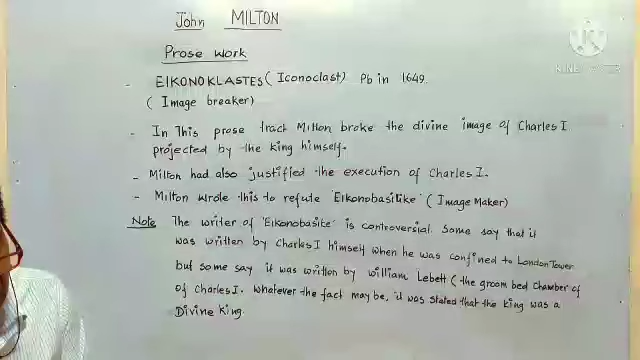 John MILTON
Prose work
- EIKONOKLASTES (Iconoclast) Pb in 1649.
(Image breaker)
- In This prose tract Milton broke the divine image of Charles I
projected by the king himself.
- Milton had also justified the execution of Charles I.
- Milton wrote this to refute 'Eikonobasilike' (Image Maker)
Note The writer of 'Eikonobasite' is controversial. Some say that it
was written by Charles I himself when he was confined to London Tower
but some say it was written by William Lebett (the groom bed chamber of
of Charles I. Whatever the fact may be, it was stated that the King was a
Divine King.
KINEMASTER